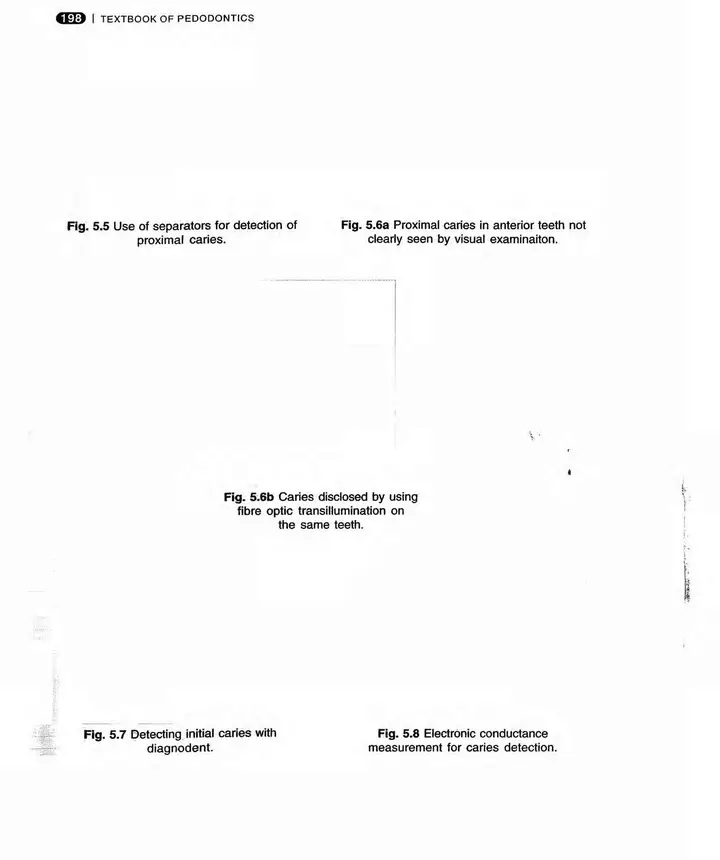 198 | TEXTBOOK OF PEDODONTICS
Fig. 5.5 Use of separators for detection of
proximal caries.
Fig. 5.6a Proximal caries in anterior teeth not
clearly seen by visual examinaiton.
Fig. 5.6b Caries disclosed by using
fibre optic transillumination on
the same teeth.
Fig. 5.7 Detecting initial caries with
diagnodent.
Fig. 5.8 Electronic conductance
measurement for caries detection.